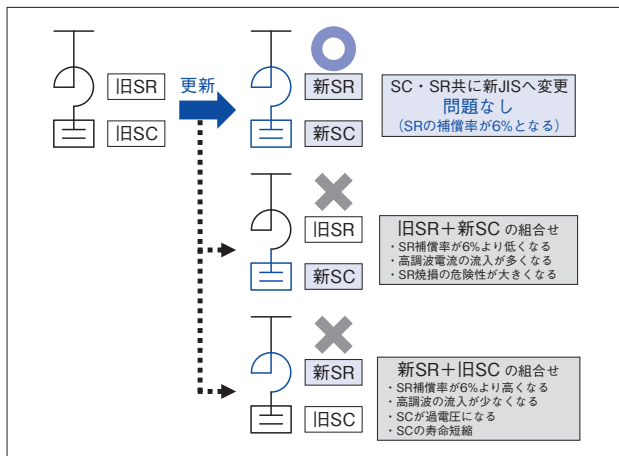 旧SR
旧SC
更新
新SR
新SC
SC・SR共に新JISへ変更
問題なし
（SRの補償率が6%となる）
旧SR
新SC
旧SR＋新SC の組合せ
・SR補償率が6%より低くなる
・高調波電流の流入が多くなる
・SR焼損の危険性が大きくなる
新SR
旧SC
新SR＋旧SC の組合せ
・SR補償率が6%より高くなる
・高調波の流入が少なくなる
・SCが過電圧になる
・SCの寿命短縮